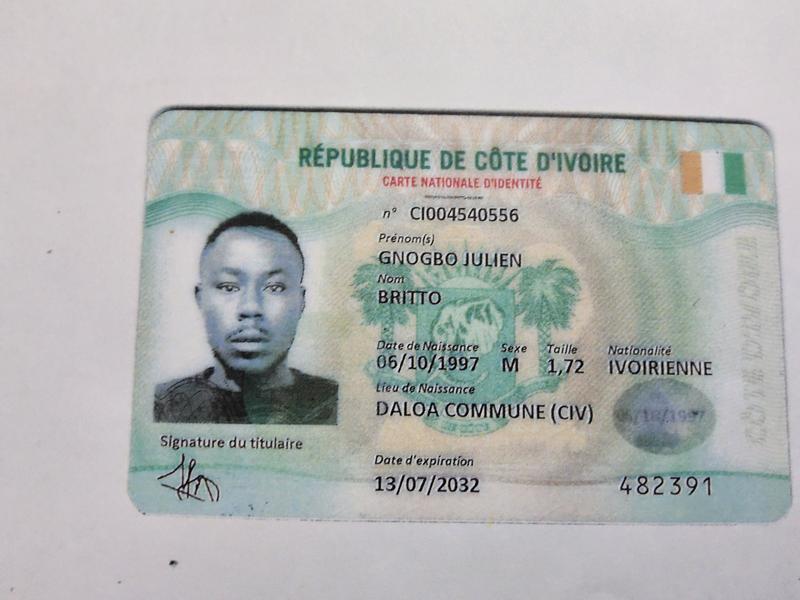 RÉPUBLIQUE DE CÔTE D'IVOIRE
CARTE NATIONALE D'IDENTITÉ
n° CI004540556
Prénom(s)
GNOGBO JULIEN
Nom
BRITTO
Date de Naissance Sexe Taille Nationalité
06/10/1997 M 1,72 IVOIRIENNE
Lieu de Naissance
DALOA COMMUNE (CIV)
Signature du titulaire
Date d'expiration
13/07/2032
482391